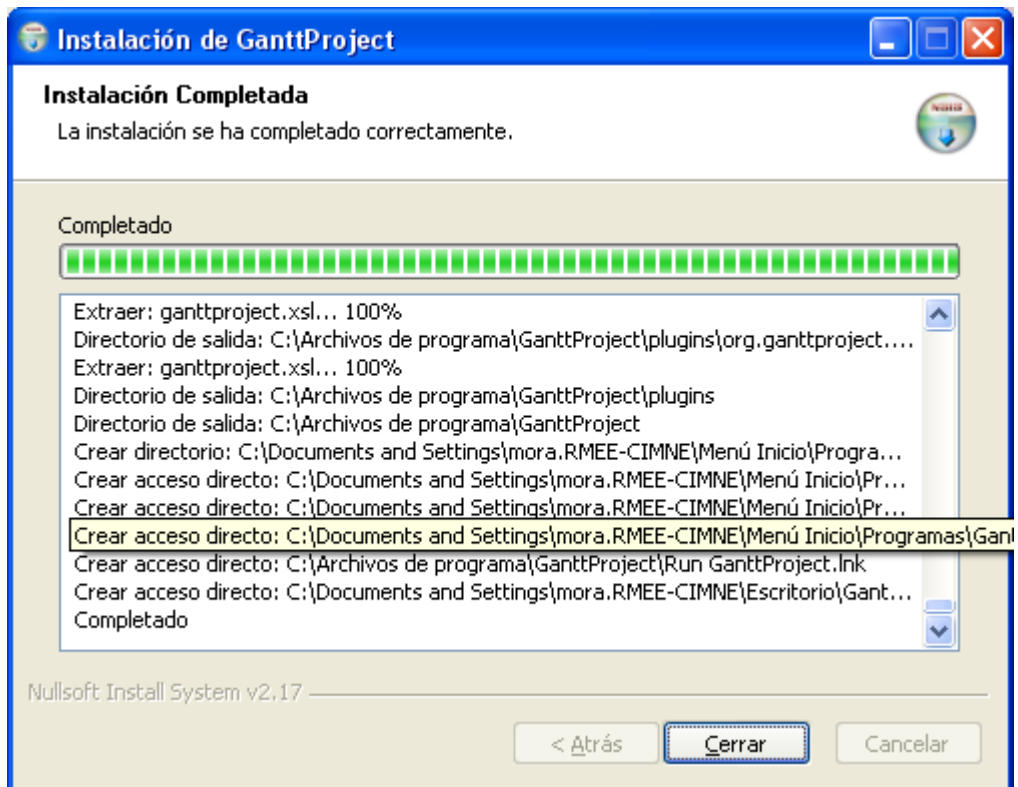 Instalación de GanttProject
Instalación Completada
La instalación se ha completado correctamente.
Completado
Extraer: ganttproject.xsl... 100%
Directorio de salida: C:\Archivos de programa\GanttProject\plugins\org.ganttproject....
Extraer: ganttproject.xsl... 100%
Directorio de salida: C:\Archivos de programa\GanttProject\plugins
Directorio de salida: C:\Archivos de programa\GanttProject
Crear directorio: C:\Documents and Settings\mora.RMEE-CIMNE\Menú Inicio\Progra...
Crear acceso directo: C:\Documents and Settings\mora.RMEE-CIMNE\Menú Inicio\Pr...
Crear acceso directo: C:\Documents and Settings\mora.RMEE-CIMNE\Menú Inicio\Pr...
Crear acceso directo: C:\Documents and Settings\mora.RMEE-CIMNE\Menú Inicio\Programas\Gan
Crear acceso directo: C:\Archivos de programa\GanttProject\Run GanttProject.lnk
Crear acceso directo: C:\Documents and Settings\mora.RMEE-CIMNE\Escritorio\Gant...
Completado
Nullsoft Install System v2.17
< Atrás
Cerrar
Cancelar